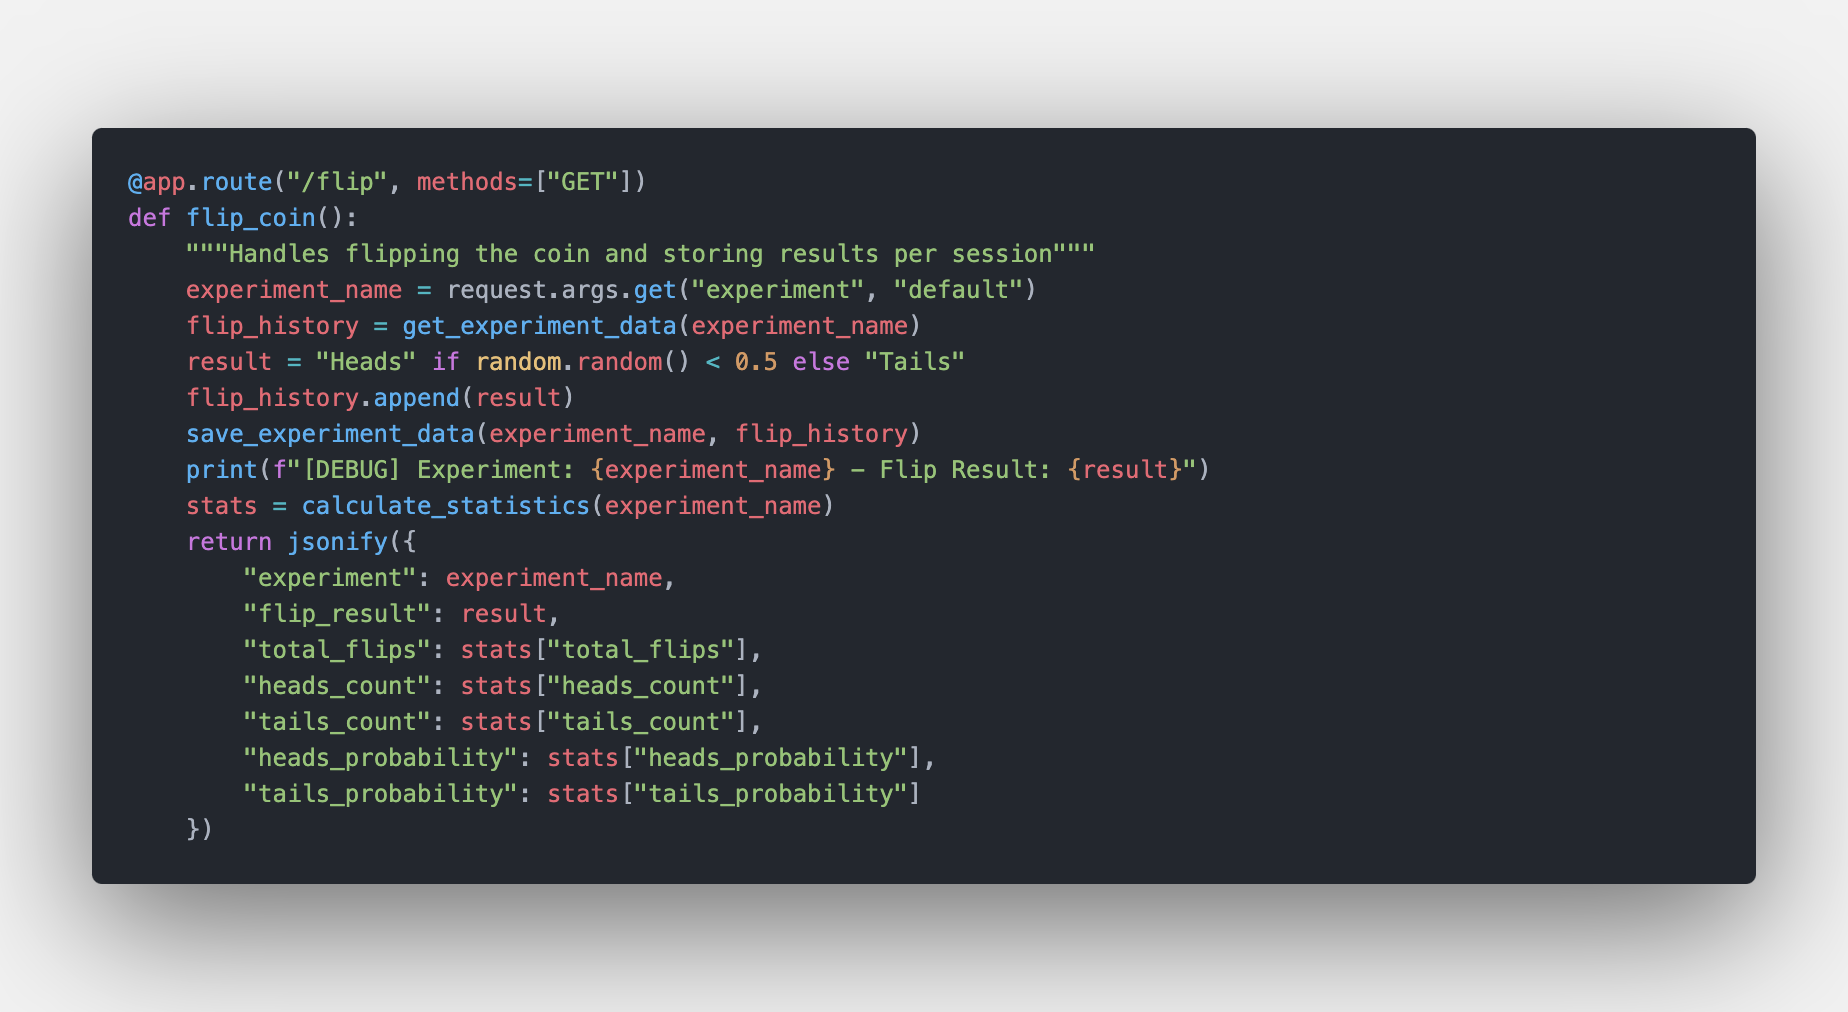 @app.route("/flip", methods=["GET"])
def flip_coin():
    """Handles flipping the coin and storing results per session"""
    experiment_name = request.args.get("experiment", "default")
    flip_history = get_experiment_data(experiment_name)
    result = "Heads" if random.random() < 0.5 else "Tails"
    flip_history.append(result)
    save_experiment_data(experiment_name, flip_history)
    print(f"[DEBUG] Experiment: {experiment_name} – Flip Result: {result}")
    stats = calculate_statistics(experiment_name)
    return jsonify({
        "experiment": experiment_name,
        "flip_result": result,
        "total_flips": stats["total_flips"],
        "heads_count": stats["heads_count"],
        "tails_count": stats["tails_count"],
        "heads_probability": stats["heads_probability"],
        "tails_probability": stats["tails_probability"]
    })